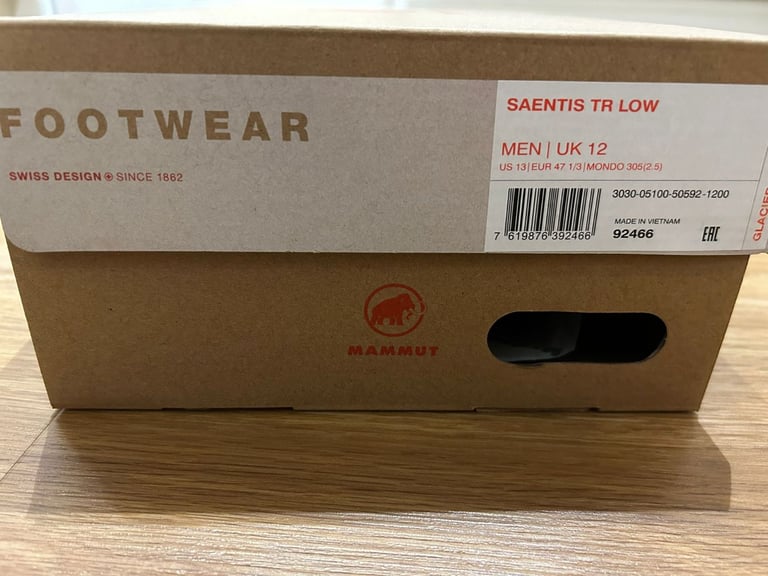 FOOTWEAR
SWISS DESIGN SINCE 1862
SAENTIS TR LOW
MEN | UK 12
US 13|EUR 47 1/3|MONDO 305(2.5)
3030-05100-50592-1200
MADE IN VIETNAM
92466
7 619876 392466
EAC
GLACIER
MAMMUT